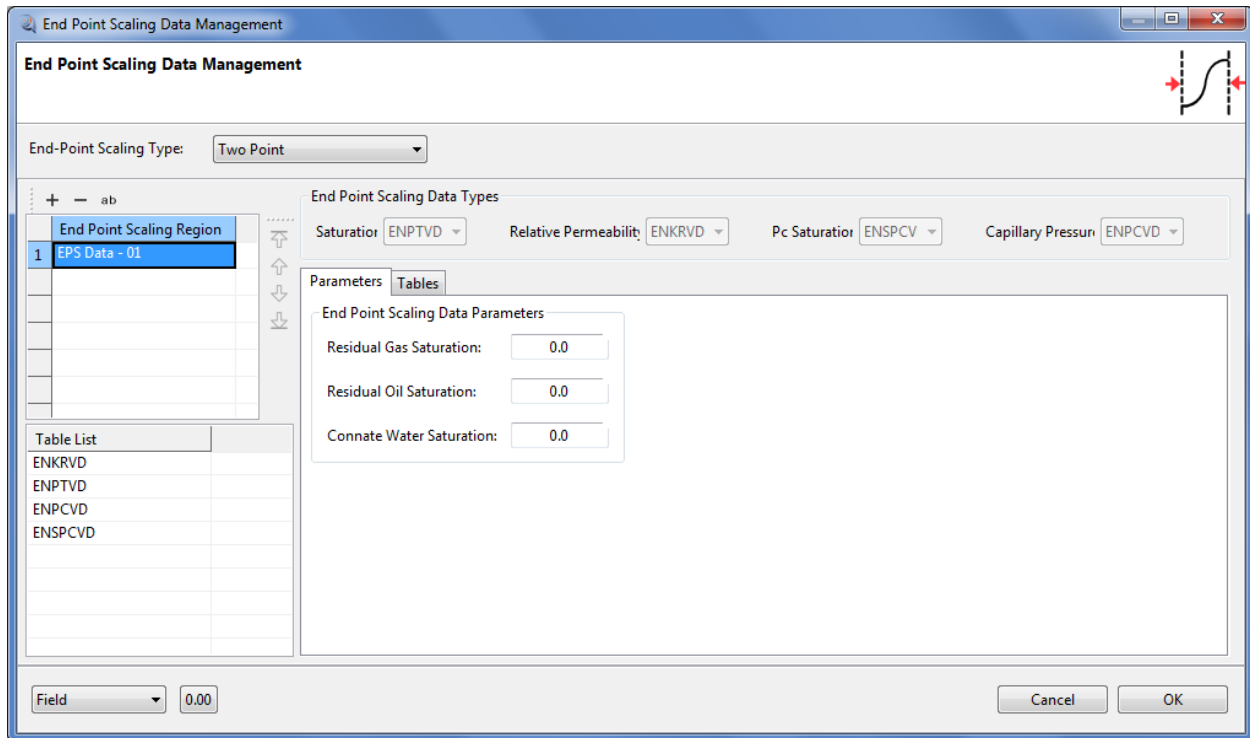 End Point Scaling Data Management
End Point Scaling Data Management
End-Point Scaling Type: Two Point
+ − ab
End Point Scaling Region
1 EPS Data - 01
End Point Scaling Data Types
Saturation ENPTVD Relative Permeability ENKRVD Pc Saturation ENSPCV Capillary Pressure ENPCVD
Parameters Tables
End Point Scaling Data Parameters
Residual Gas Saturation: 0.0
Residual Oil Saturation: 0.0
Connate Water Saturation: 0.0
Table List
ENKRVD
ENPTVD
ENPCVD
ENSPCVD
Field 0.00 Cancel OK